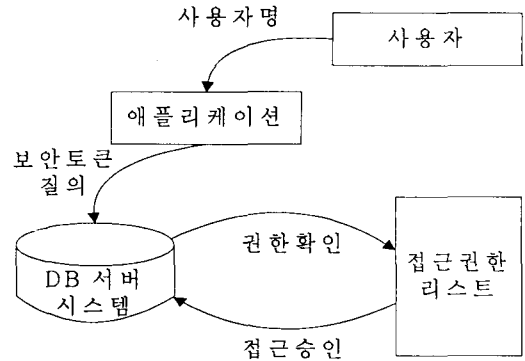 사용자명
사용자
애플리케이션
보안토큰
질의
권한확인
접근권한
리스트
DB 서버
시스템
접근승인